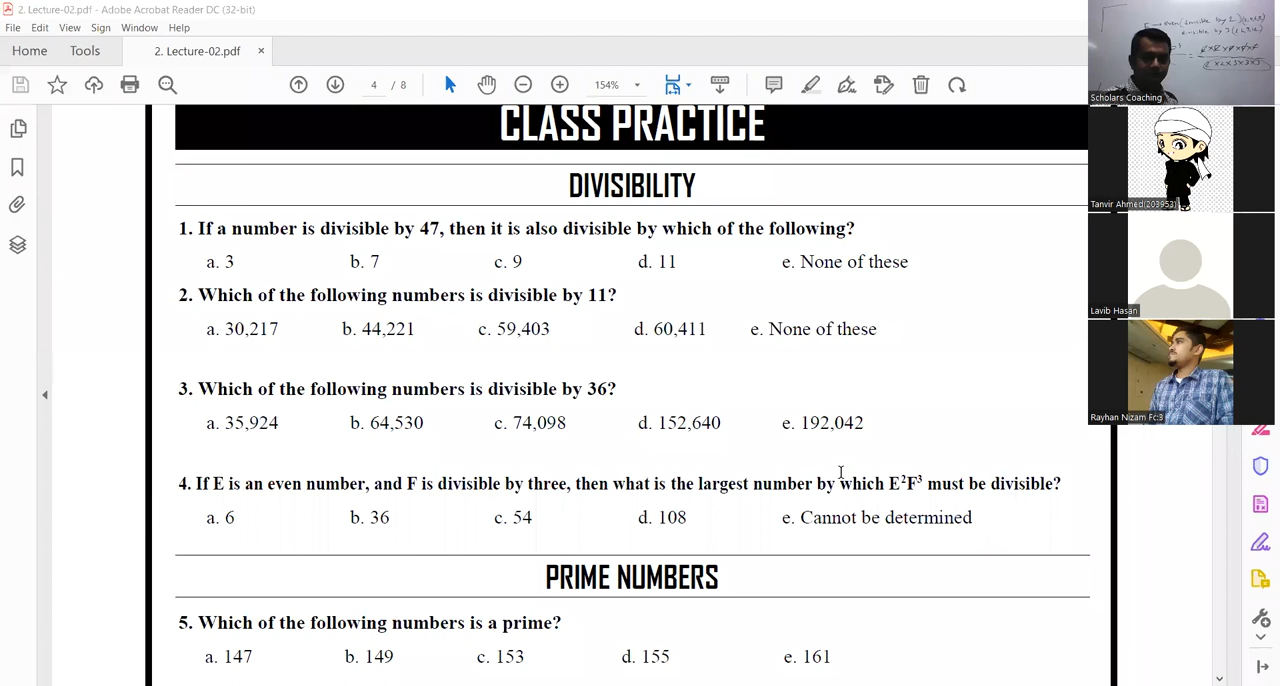 2. Lecture-02.pdf - Adobe Acrobat Reader DC (32-bit)
File Edit View Sign Window Help
Home Tools 2. Lecture-02.pdf ×
4 / 8 154%
CLASS PRACTICE
DIVISIBILITY
1. If a number is divisible by 47, then it is also divisible by which of the following?
a. 3 b. 7 c. 9 d. 11 e. None of these
2. Which of the following numbers is divisible by 11?
a. 30,217 b. 44,221 c. 59,403 d. 60,411 e. None of these
3. Which of the following numbers is divisible by 36?
a. 35,924 b. 64,530 c. 74,098 d. 152,640 e. 192,042
4. If E is an even number, and F is divisible by three, then what is the largest number by which E²F³ must be divisible?
a. 6 b. 36 c. 54 d. 108 e. Cannot be determined
PRIME NUMBERS
5. Which of the following numbers is a prime?
a. 147 b. 149 c. 153 d. 155 e. 161
Scholars Coaching
Tanvir Ahmed(203953)
Lavib Hasan
Rayhan Nizam Fc:3